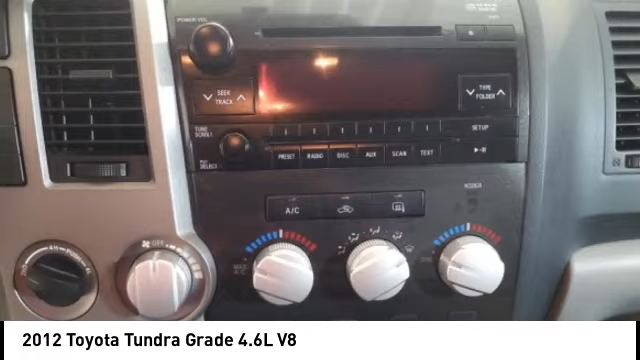 POWER VOL
SEEK
TRACK
TYPE
FOLDER
TUNE
SCROLL
SETUP
PRESET RADIO DISC AUX SCAN TEXT
SELECT
A/C
OFF
2012 Toyota Tundra Grade 4.6L V8